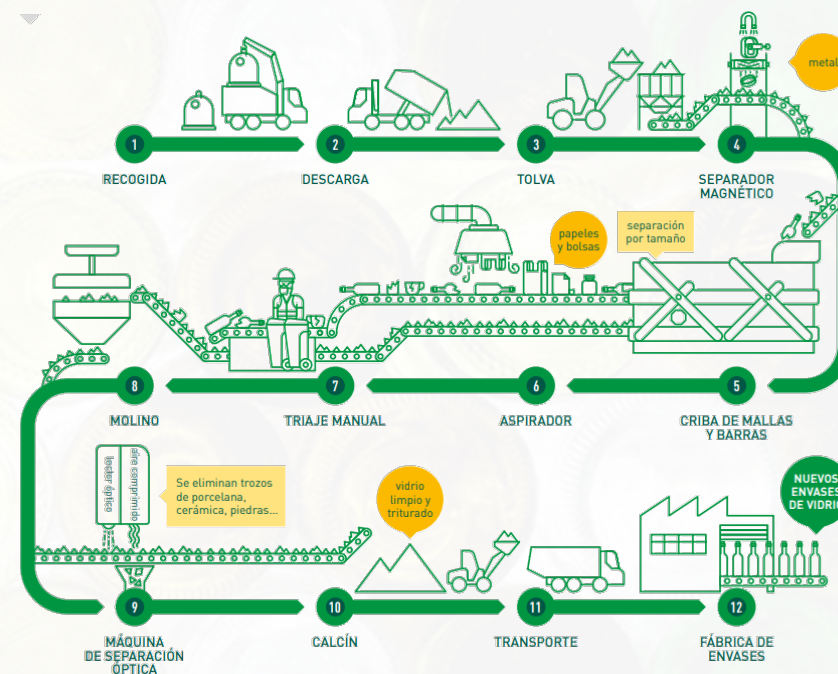 metal
1
2
3
4
RECOGIDA
DESCARGA
TOLVA
SEPARADOR
MAGNÉTICO
papeles
y bolsas
separación
por tamaño
8
7
6
5
MOLINO
TRIAJE MANUAL
ASPIRADOR
CRIBA DE MALLAS
Y BARRAS
lector óptico
aire comprimido
Se eliminan trozos
de porcelana,
cerámica, piedras...
vidrio
limpio y
triturado
NUEVOS
ENVASES
DE VIDRIO
9
10
11
12
MÁQUINA
DE SEPARACIÓN
ÓPTICA
CALCÍN
TRANSPORTE
FÁBRICA DE
ENVASES